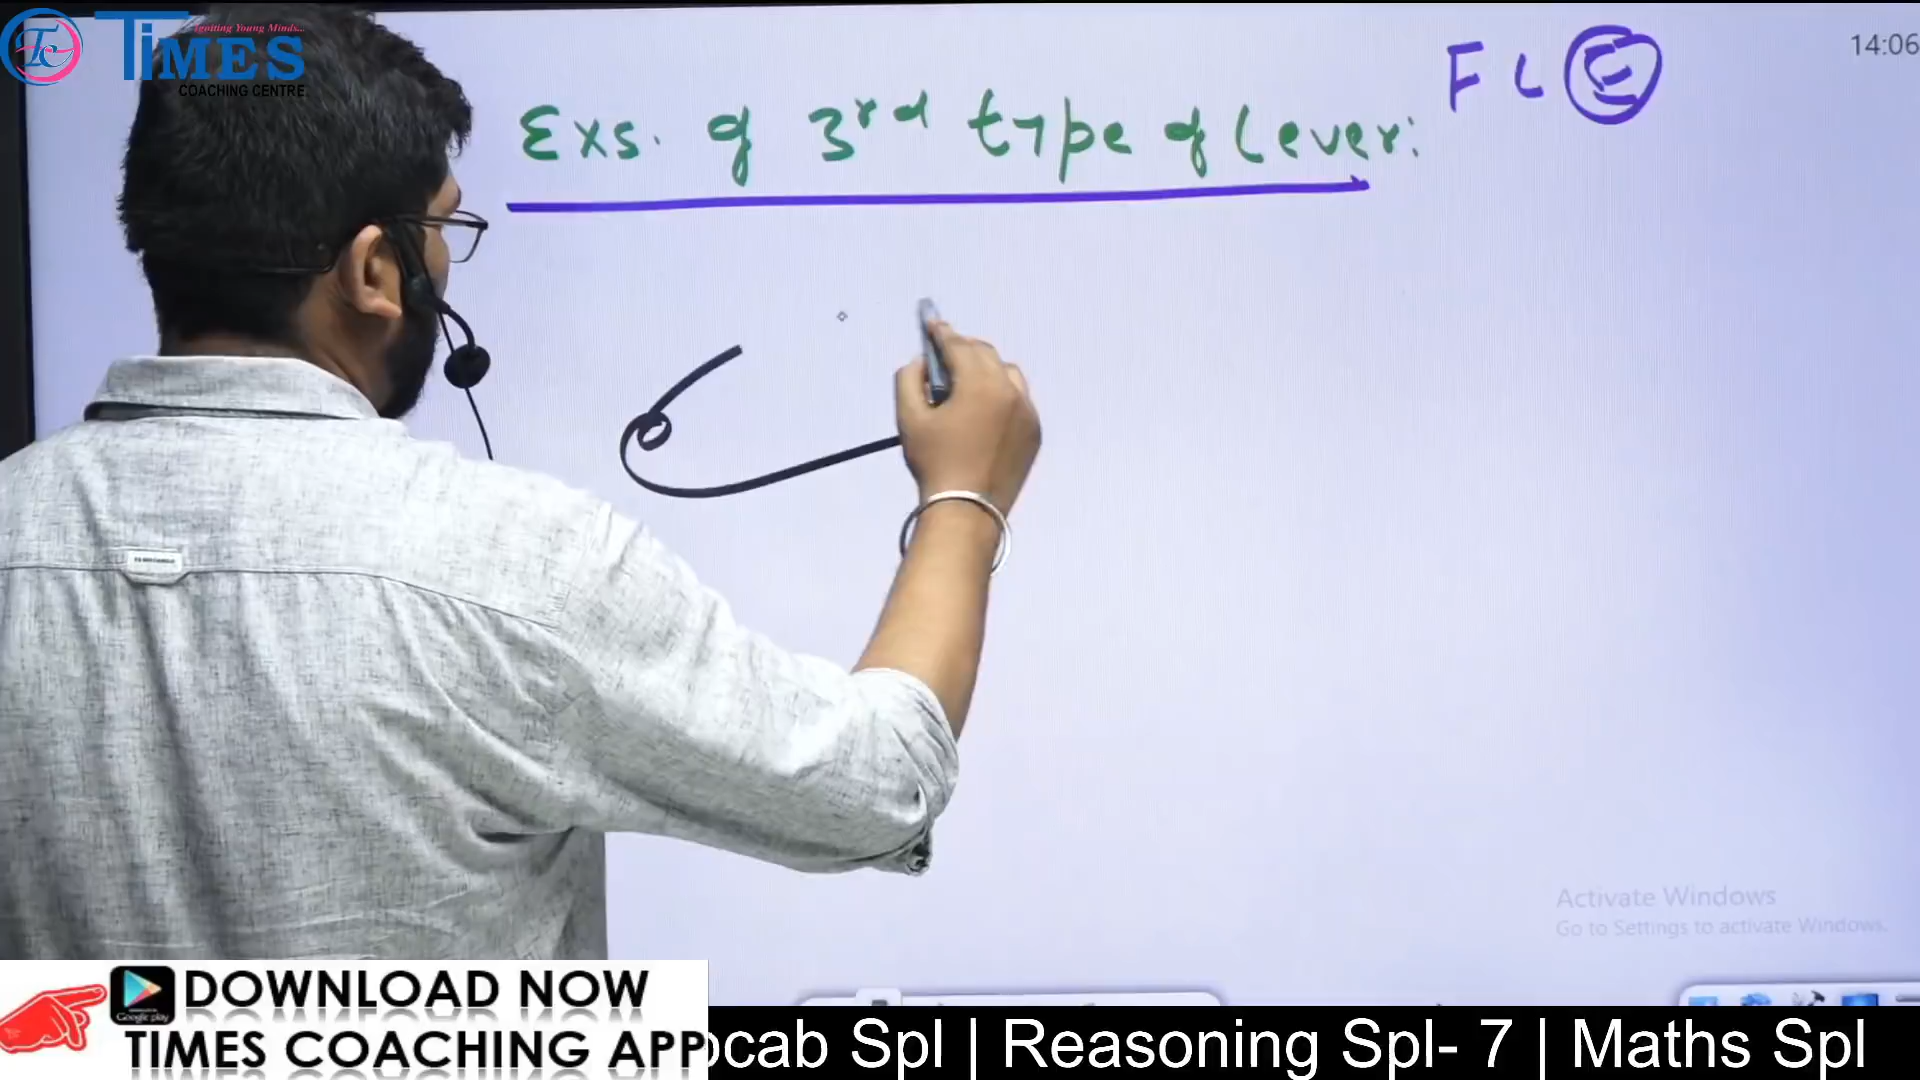 Igniting Young Minds...
TIMES
COACHING CENTRE
Tc
14:06
F L E
Exs. of 3rd type of Lever:
Activate Windows
Go to Settings to activate Windows.
DOWNLOAD NOW
TIMES COACHING APP
ocab Spl | Reasoning Spl- 7 | Maths Spl